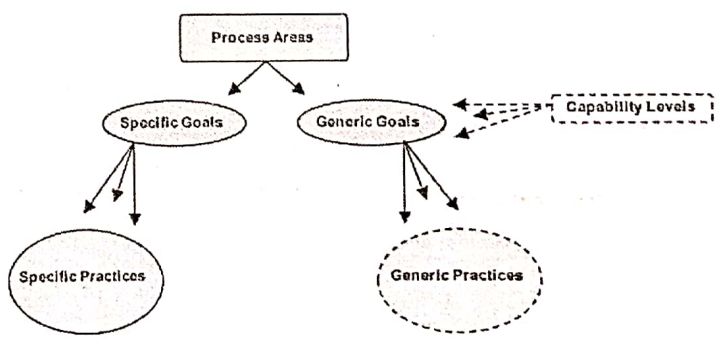 Process Areas
Specific Goals
Generic Goals
Capability Levels
Specific Practices
Generic Practices